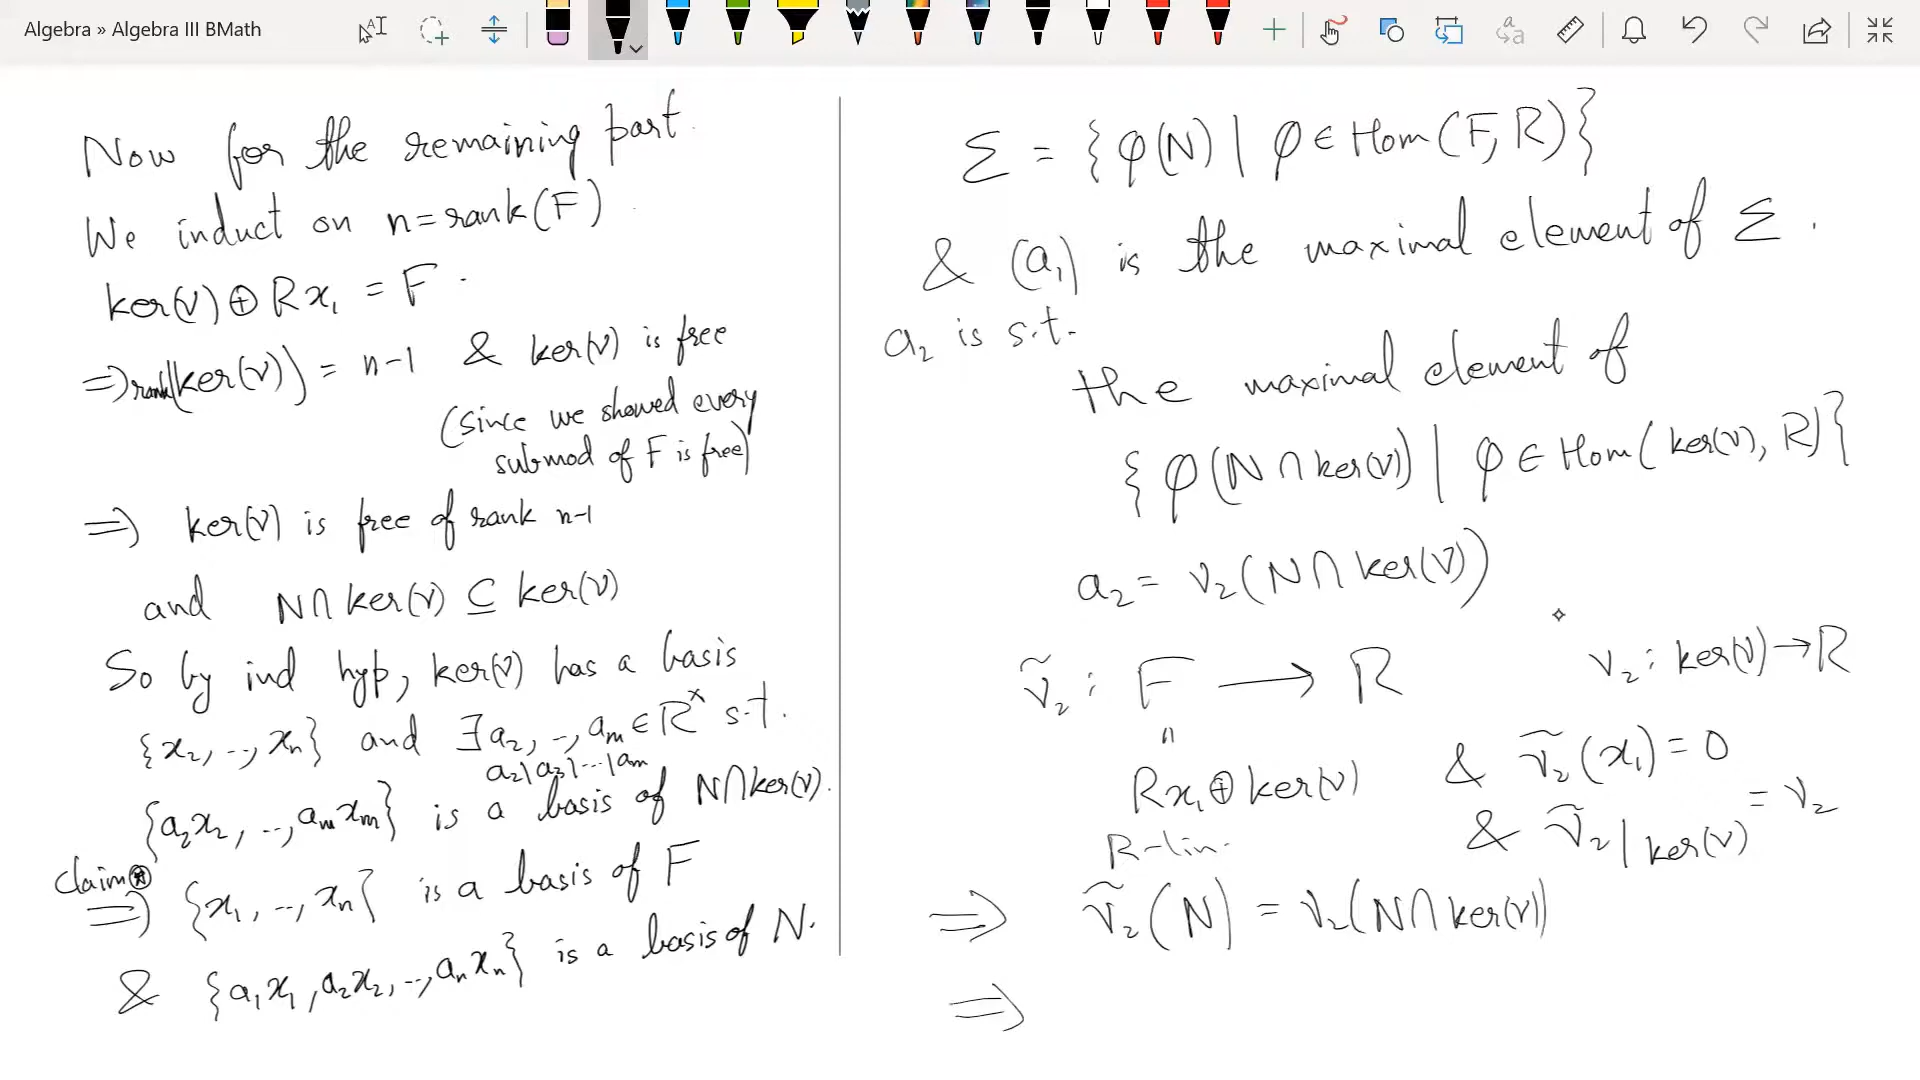 Algebra » Algebra III BMath
Now for the remaining part.
We induct on n=rank(F).
ker(ν)⊕Rx₁ = F.
⇒ rank(ker(ν)) = n-1 & ker(ν) is free
(since we showed every
submod of F is free)
⇒ ker(ν) is free of rank n-1
and N∩ker(ν) ⊆ ker(ν)
So by ind hyp, ker(ν) has a basis
{x₂, .., xₙ} and ∃ a₂, .., aₘ ∈ Rˣ s.t.
a₂|a₃|...|aₘ
{a₂x₂, .., aₘxₘ} is a basis of N∩ker(ν).
Claim⊛
⇒ {x₁, .., xₙ} is a basis of F
& {a₁x₁, a₂x₂, .., aₙxₙ} is a basis of N.
Σ = {φ(N) | φ ∈ Hom(F, R)}
& (a₁) is the maximal element of Σ.
a₂ is s.t.
the maximal element of
{φ(N∩ker(ν)) | φ ∈ Hom(ker(ν), R)}
a₂ = ν₂(N∩ker(ν))
ν̃₂ : F → R
ν₂ : ker(ν) → R
"
Rx₁⊕ker(ν)
& ν̃₂(x₁) = 0
& ν̃₂|ker(ν) = ν₂
R-lin.
⇒ ν̃₂(N) = ν₂(N∩ker(ν))
⇒